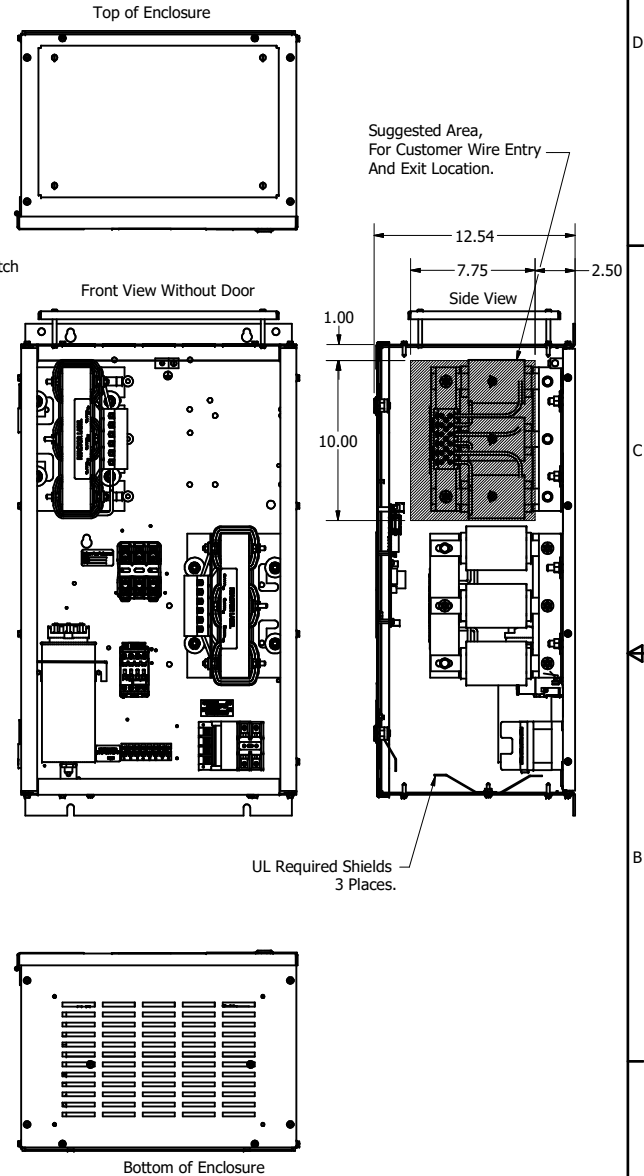 Top of Enclosure
D
Suggested Area,
For Customer Wire Entry
And Exit Location.
12.54
tch
7.75
2.50
Front View Without Door
Side View
1.00
10.00
C
B
UL Required Shields
3 Places.
Bottom of Enclosure